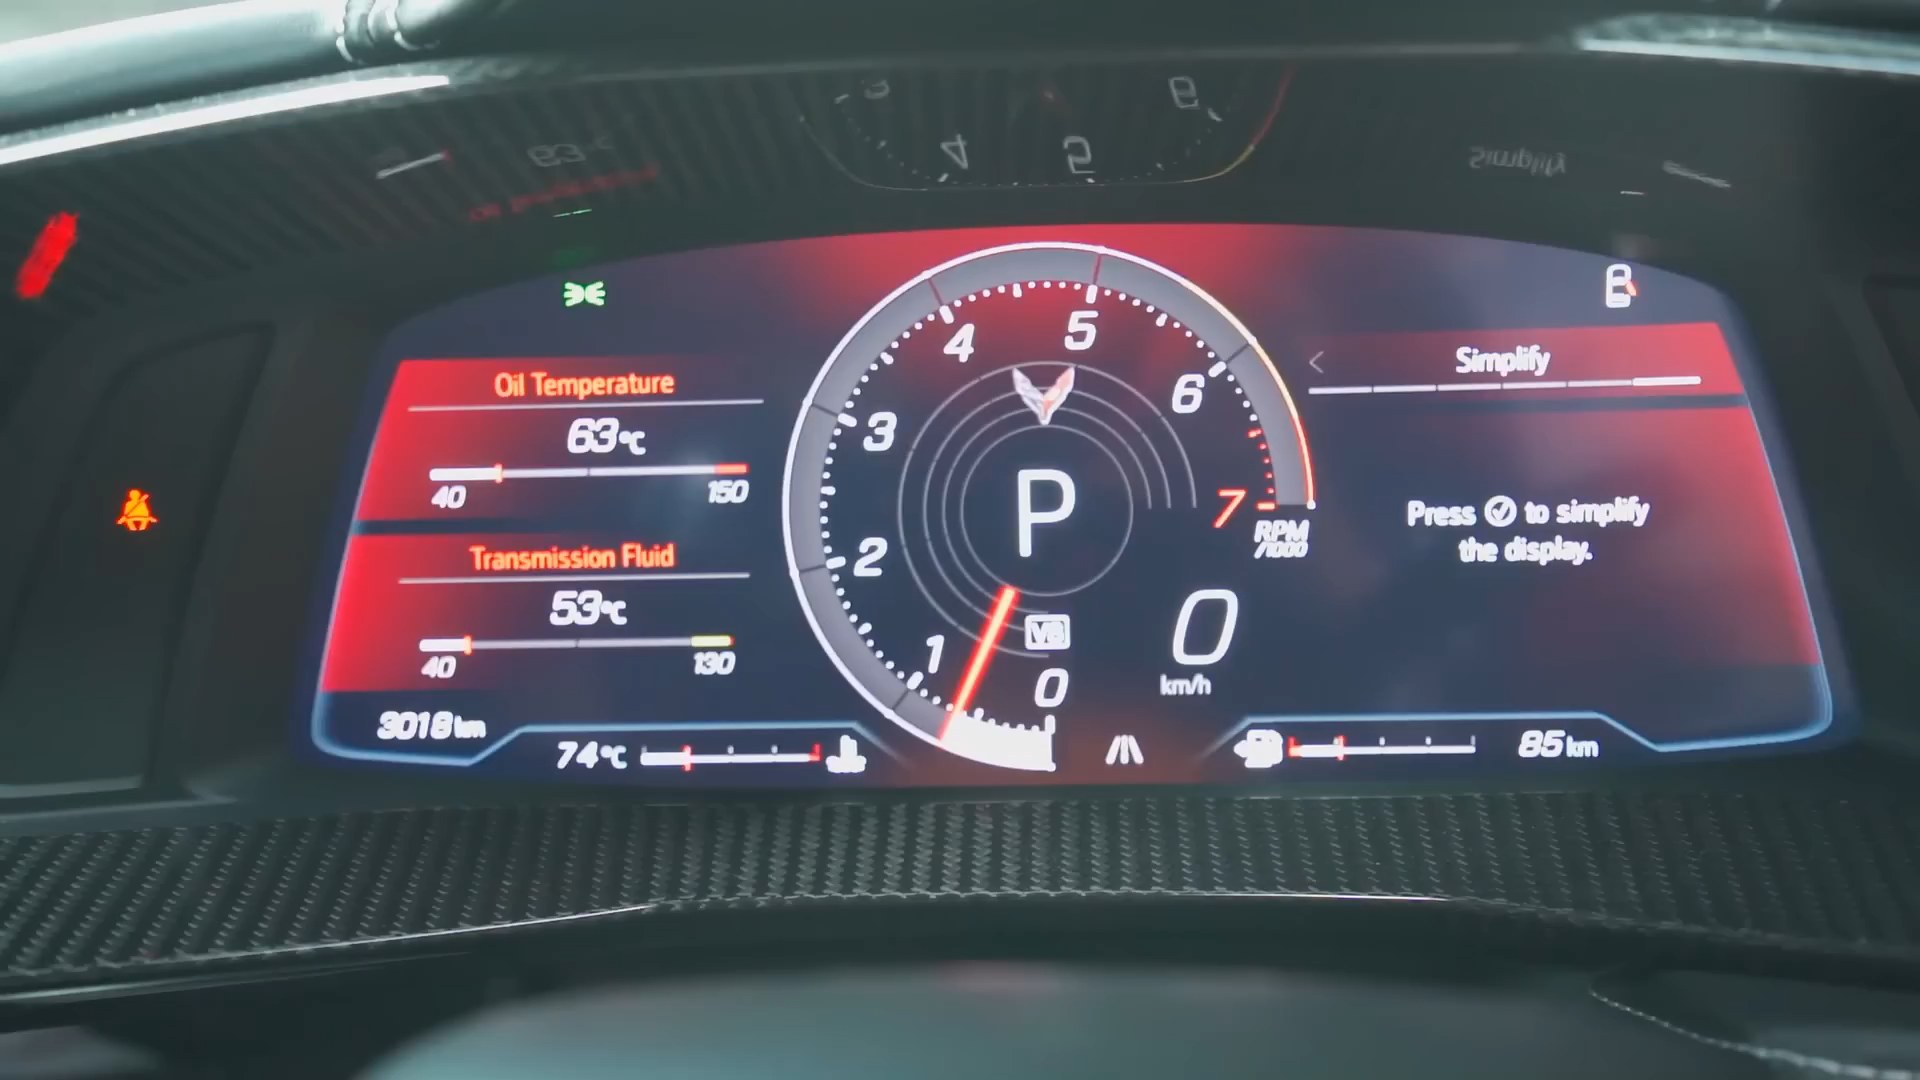 Oil Temperature
63°C
40 150
Transmission Fluid
53°C
40 130
3018 km
74°C
4
5
3
6
2
7
RPM
/1000
1
0
P
V8
0
km/h
<
Simplify
Press ✓ to simplify
the display.
85 km